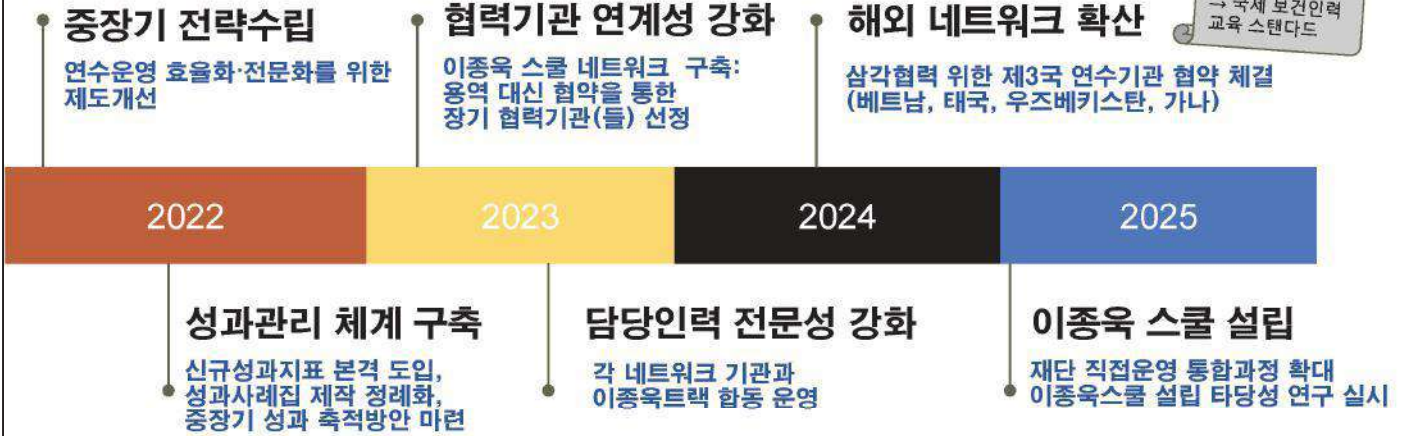 중장기 전략수립
연수운영 효율화·전문화를 위한
제도개선
협력기관 연계성 강화
이종욱 스쿨 네트워크 구축:
용역 대신 협약을 통한
장기 협력기관(들) 선정
해외 네트워크 확산
삼각협력 위한 제3국 연수기관 협약 체결
(베트남, 태국, 우즈베키스탄, 가나)
→ 국제 보건인력
교육 스탠다드
2022
2023
2024
2025
성과관리 체계 구축
신규성과지표 본격 도입,
성과사례집 제작 정례화,
중장기 성과 축적방안 마련
담당인력 전문성 강화
각 네트워크 기관과
이종욱트랙 합동 운영
이종욱 스쿨 설립
재단 직접운영 통합과정 확대
이종욱스쿨 설립 타당성 연구 실시